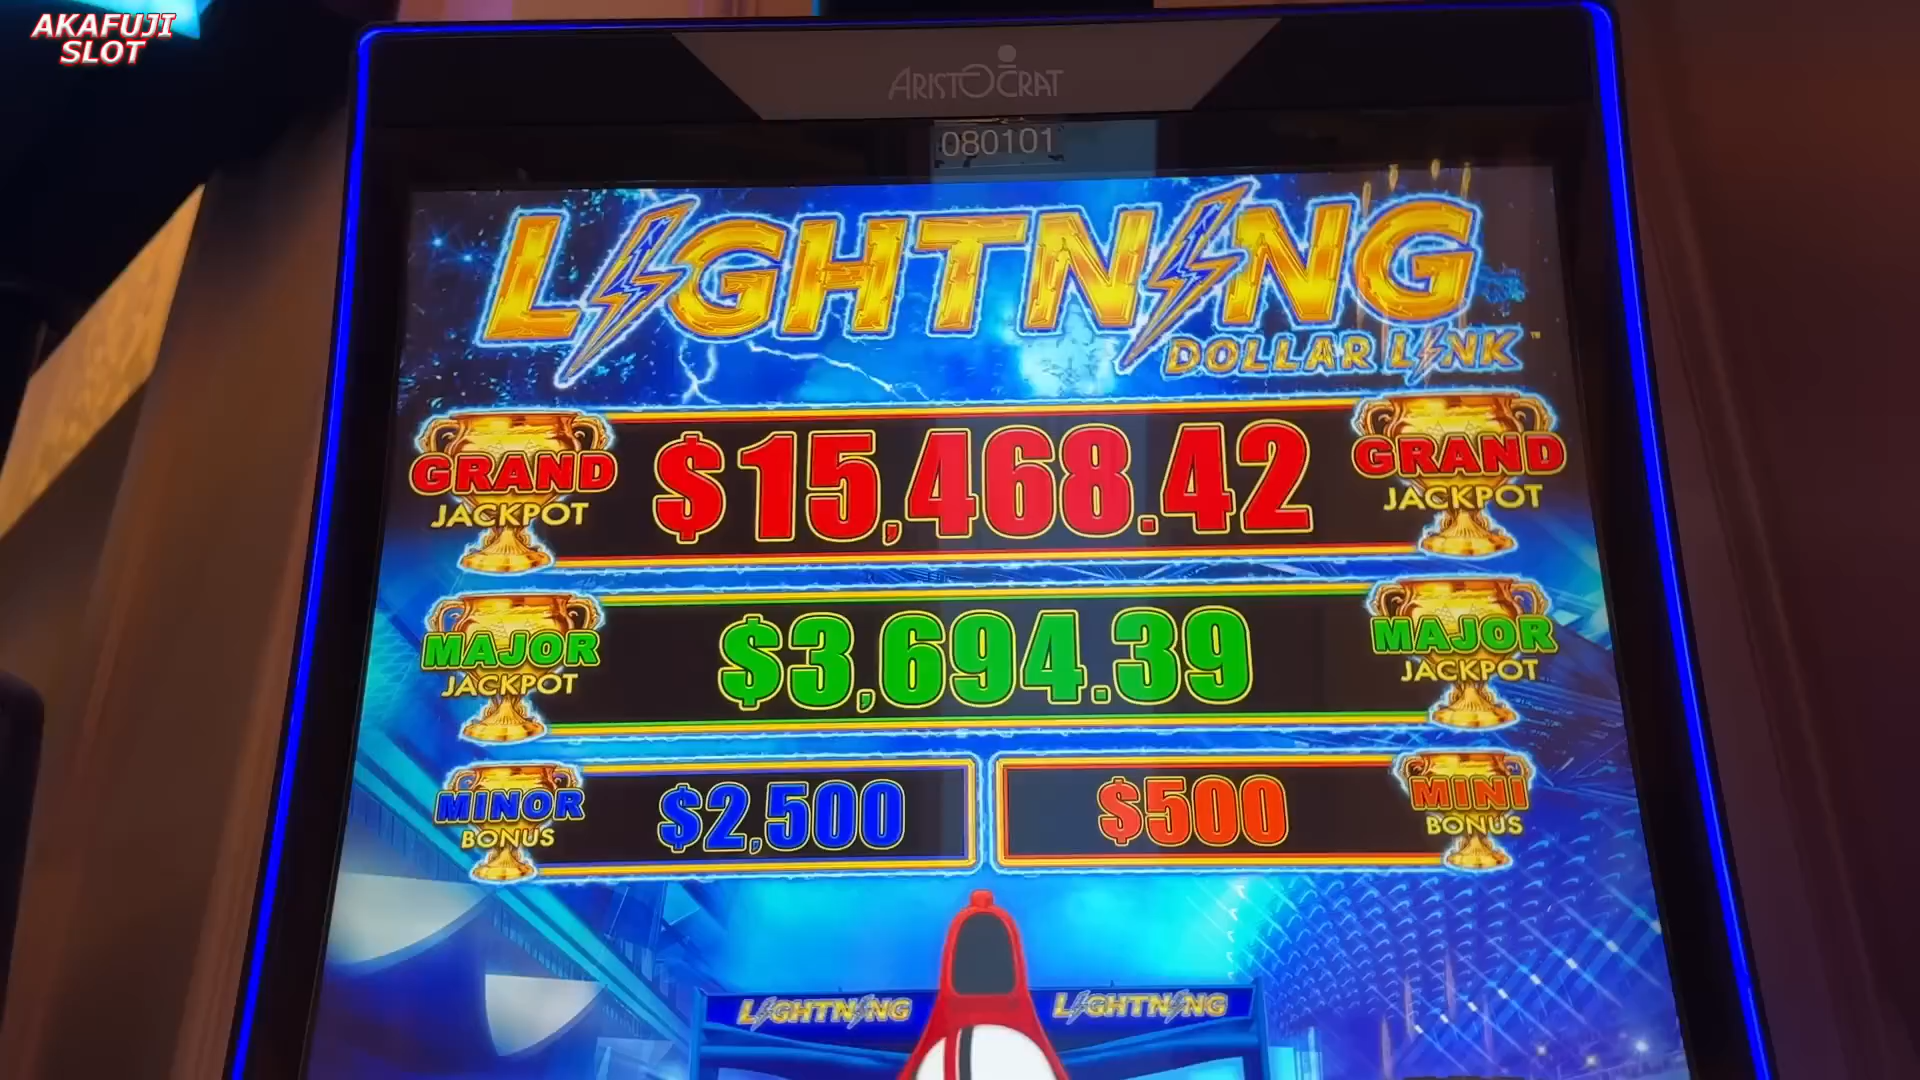 AKAFUJI
SLOT
ARISTOCRAT
080101
LIGHTNING
DOLLAR LINK™
GRAND
JACKPOT
$15,468.42
GRAND
JACKPOT
MAJOR
JACKPOT
$3,694.39
MAJOR
JACKPOT
MINOR
BONUS
$2,500
$500
MINI
BONUS
LIGHTNING
LIGHTNING